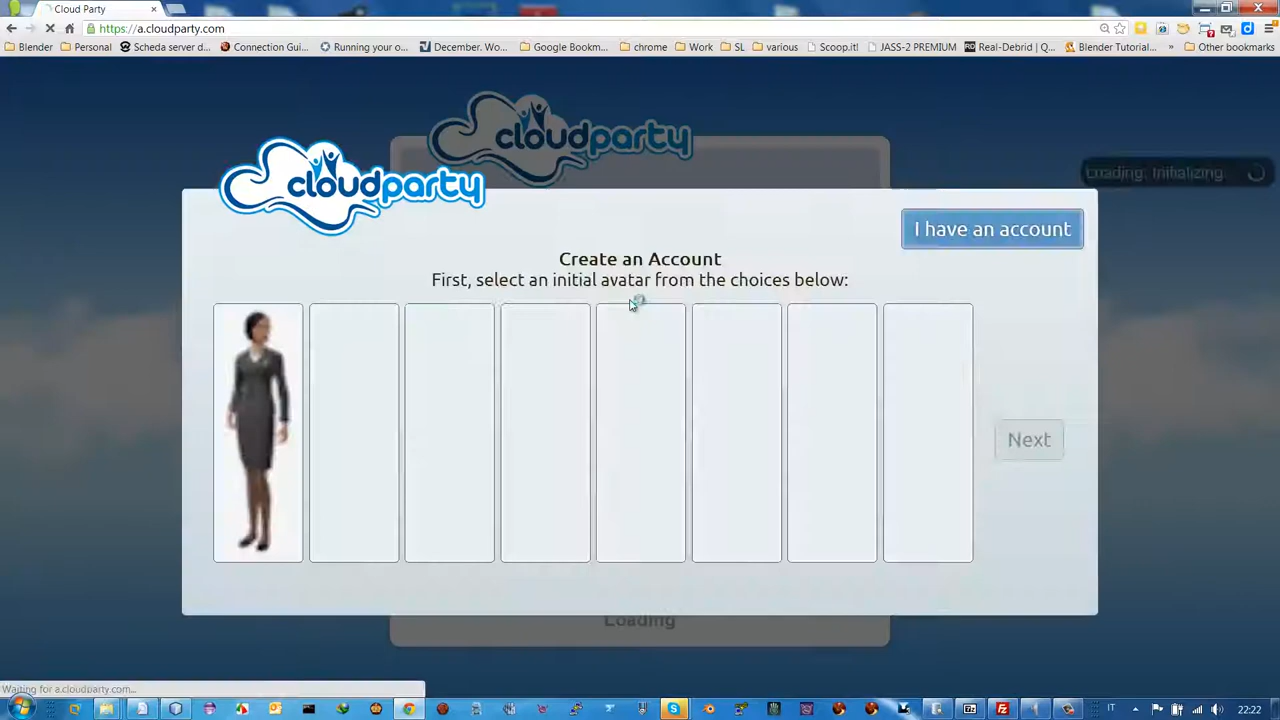 Cloud Party
https://a.cloudparty.com
Blender
Personal
Scheda server d...
Connection Gui...
Running your o...
December. Wo...
Google Bookm...
chrome
Work
SL
various
Scoop.it!
JASS-2 PREMIUM
Real-Debrid | Q...
Blender Tutorial...
»
Other bookmarks
cloudparty
Loading: Initializing
cloudparty
I have an account
Create an Account
First, select an initial avatar from the choices below:
Next
Loading
Waiting for a.cloudparty.com...
IT
22:22